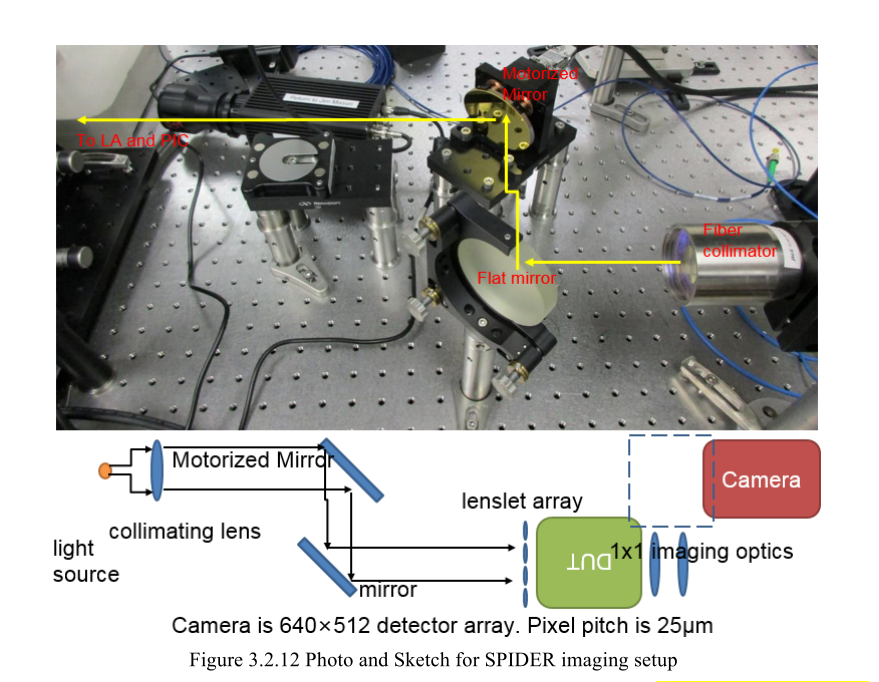 Motorized
Mirror
To LA and PIC
Fiber
collimator
Flat mirror
Newport
Motorized Mirror
Camera
lenslet array
collimating lens
light
source
DUT
1x1 imaging optics
mirror
Camera is 640×512 detector array. Pixel pitch is 25μm
Figure 3.2.12 Photo and Sketch for SPIDER imaging setup